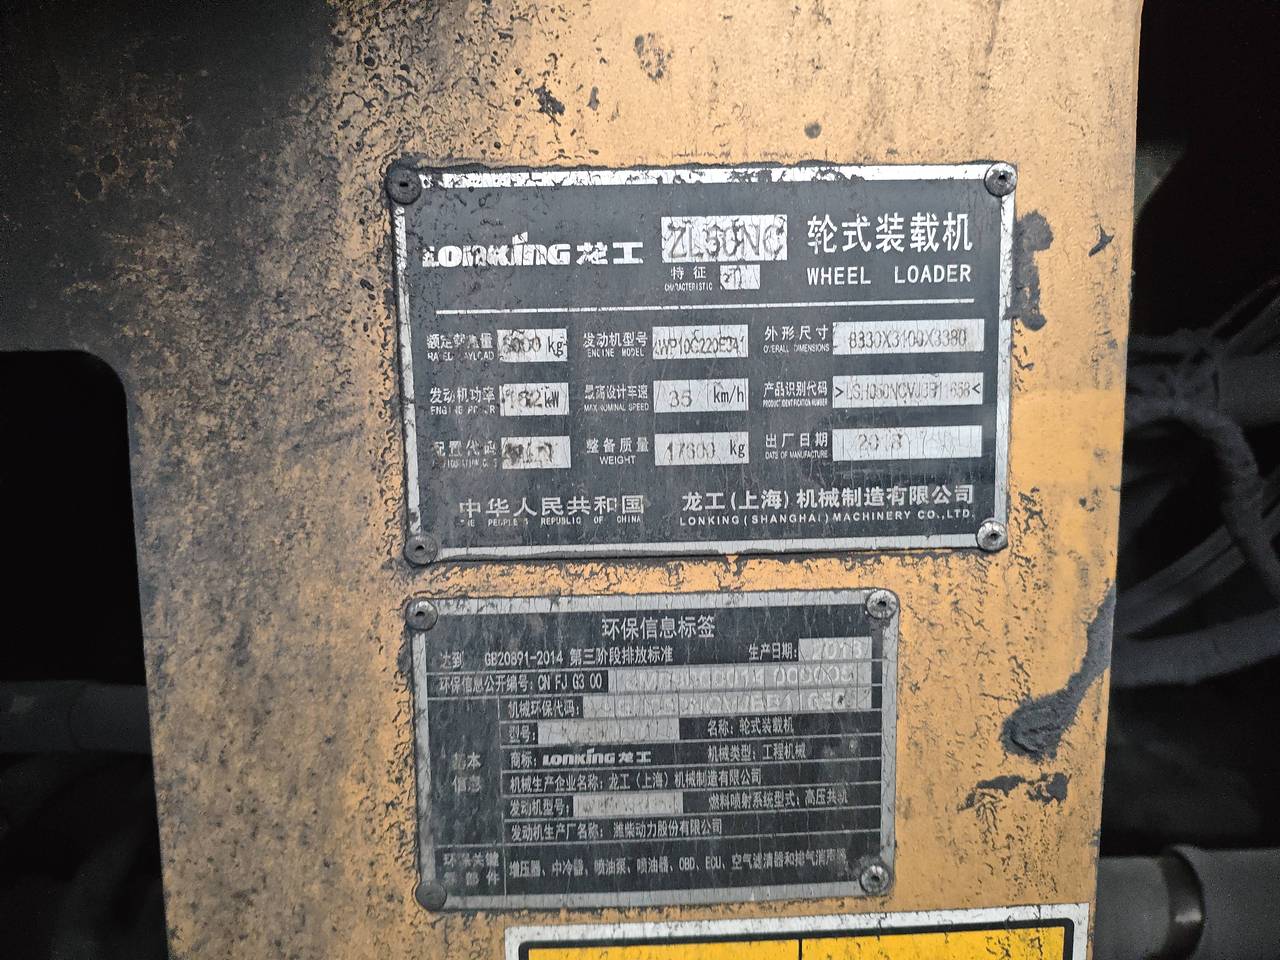 LONKING 龙工 ZL50NC 轮式装载机
特征 WHEEL LOADER
CHARACTERISTIC
额定载重量 5000 kg 发动机型号 WP10G220E341 外形尺寸 8330X3100X3380
RATED PAYLOAD ENGINE MODEL OVERALL DIMENSIONS
发动机功率 162kW 最高设计车速 35 km/h 产品识别代码
ENGINE POWER MAX.NOMINAL SPEED PRODUCT IDENTIFICATION NUMBER
配置代码 整备质量 17600 kg 出厂日期 2018
WEIGHT DATE OF MANUFACTURE
中华人民共和国 龙工(上海)机械制造有限公司
THE PEOPLE'S REPUBLIC OF CHINA LONKING(SHANGHAI)MACHINERY CO.,LTD.
环保信息标签
达到 GB20891-2014 第三阶段排放标准 生产日期: 2018
环保信息公开编号: CN FJ G3 00
机械环保代码:
型号: 名称: 轮式装载机
基本信息 商标: LONKING 龙工 机械类型: 工程机械
机械生产企业名称: 龙工(上海)机械制造有限公司
发动机型号: 燃料喷射系统型式: 高压共轨
发动机生产厂名称: 潍柴动力股份有限公司
环保关键零部件 增压器、中冷器、喷油泵、喷油器、OBD、ECU、空气滤清器和排气消声器